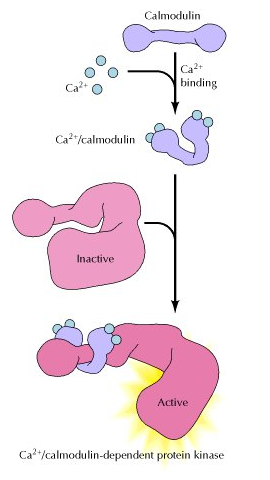 Calmodulin
Ca²⁺
binding
Ca²⁺
Ca²⁺/calmodulin
Inactive
Active
Ca²⁺/calmodulin-dependent protein kinase